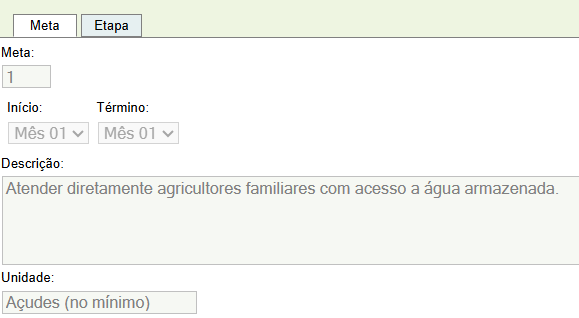 Meta Etapa
Meta:
1
Início: Término:
Mês 01 Mês 01
Descrição:
Atender diretamente agricultores familiares com acesso a água armazenada.
Unidade:
Açudes (no mínimo)